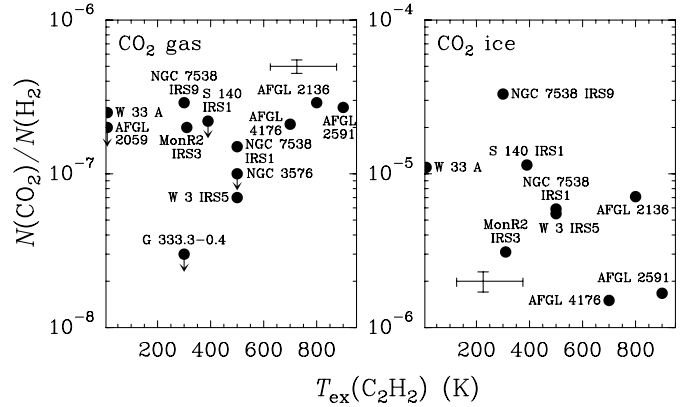 10⁻⁶
10⁻⁷
10⁻⁸
N(CO₂)/N(H₂)
CO₂ gas
NGC 7538
IRS9
S 140
IRS1
AFGL 2136
W 33 A
AFGL
2059
MonR2
IRS3
AFGL
4176
AFGL
2591
NGC 7538
IRS1
NGC 3576
W 3 IRS5
G 333.3−0.4
200 400 600 800
10⁻⁴
10⁻⁵
10⁻⁶
CO₂ ice
NGC 7538 IRS9
S 140 IRS1
W 33 A
NGC 7538
IRS1
W 3 IRS5
AFGL 2136
MonR2
IRS3
AFGL 2591
AFGL 4176
200 400 600 800
Tₑₓ(C₂H₂) (K)